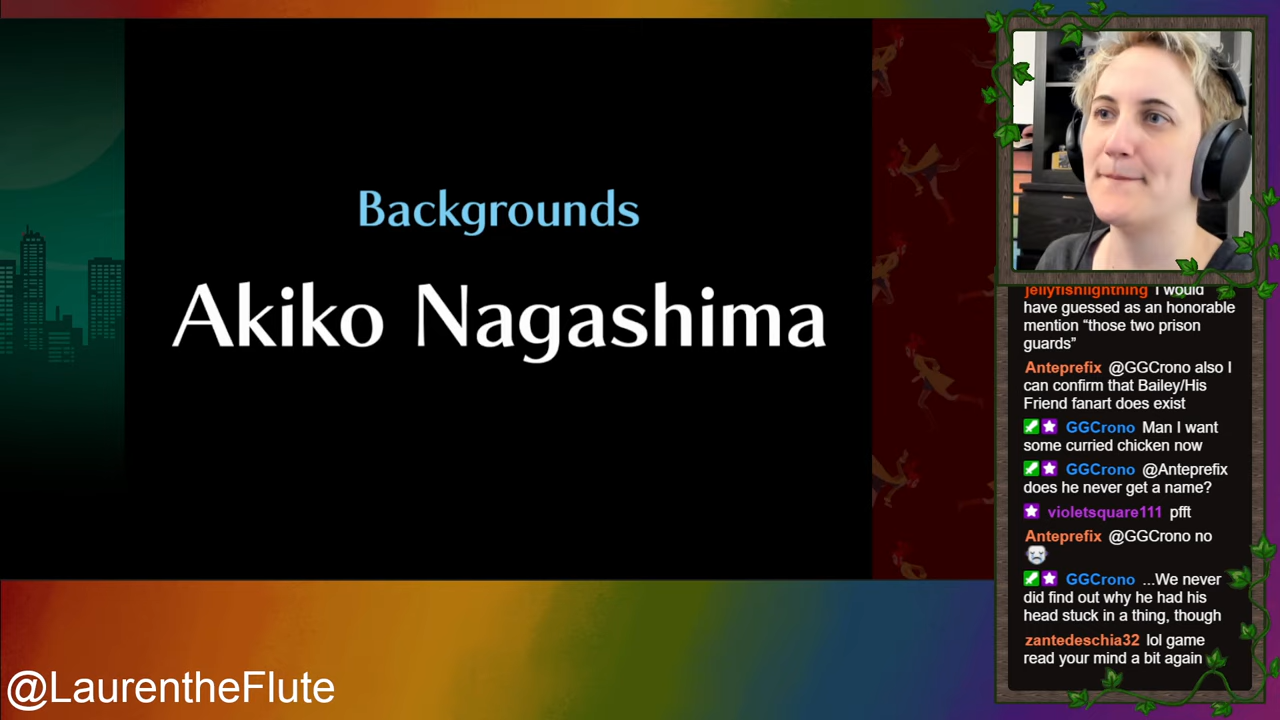 Backgrounds
Akiko Nagashima
jellyfishlightning I would
have guessed as an honorable
mention “those two prison
guards”
Anteprefix @GGCrono also I
can confirm that Bailey/His
Friend fanart does exist
GGCrono Man I want
some curried chicken now
GGCrono @Anteprefix
does he never get a name?
violetsquare111 pfft
Anteprefix @GGCrono no
GGCrono ...We never
did find out why he had his
head stuck in a thing, though
zantedeschia32 lol game
read your mind a bit again
@LaurentheFlute